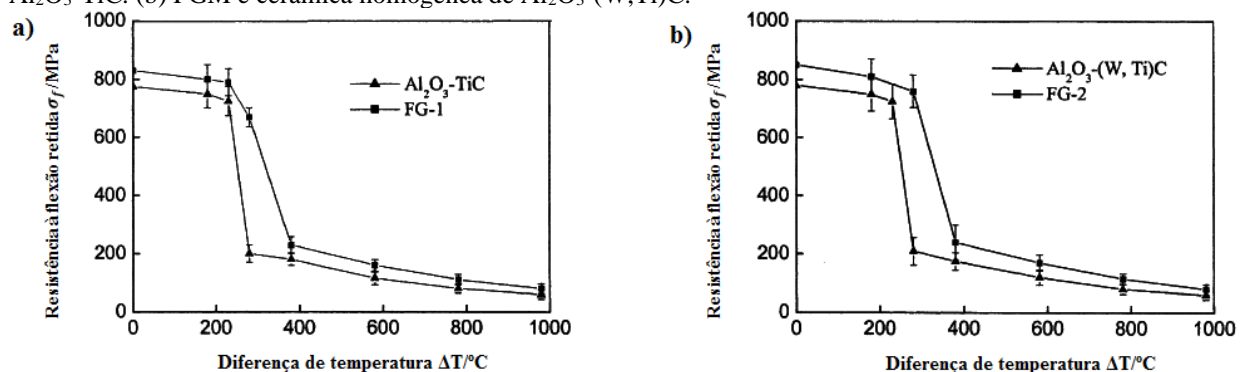 Al₂O₃-TiC. (b) FGM e cerâmica homogênea de Al₂O₃-(W,Ti)C.
a)
Resistência à flexão retida σf/MPa
1000
800
600
400
200
0
0 200 400 600 800 1000
Al₂O₃-TiC
FG-1
Diferença de temperatura ΔT/ºC
b)
Resistência à flexão retida σf/MPa
1000
800
600
400
200
0
0 200 400 600 800 1000
Al₂O₃-(W, Ti)C
FG-2
Diferença de temperatura ΔT/ºC